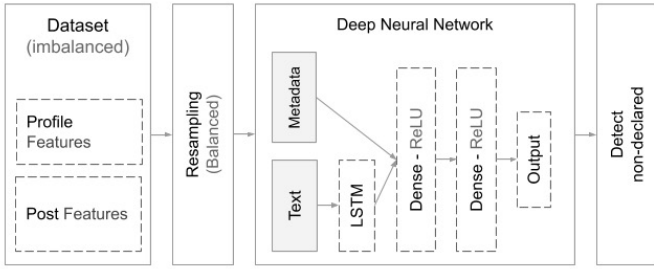 Dataset
(imbalanced)
Profile
Features
Post Features
Resampling
(Balanced)
Deep Neural Network
Metadata
Text
LSTM
Dense - ReLU
Dense - ReLU
Output
Detect
non-declared